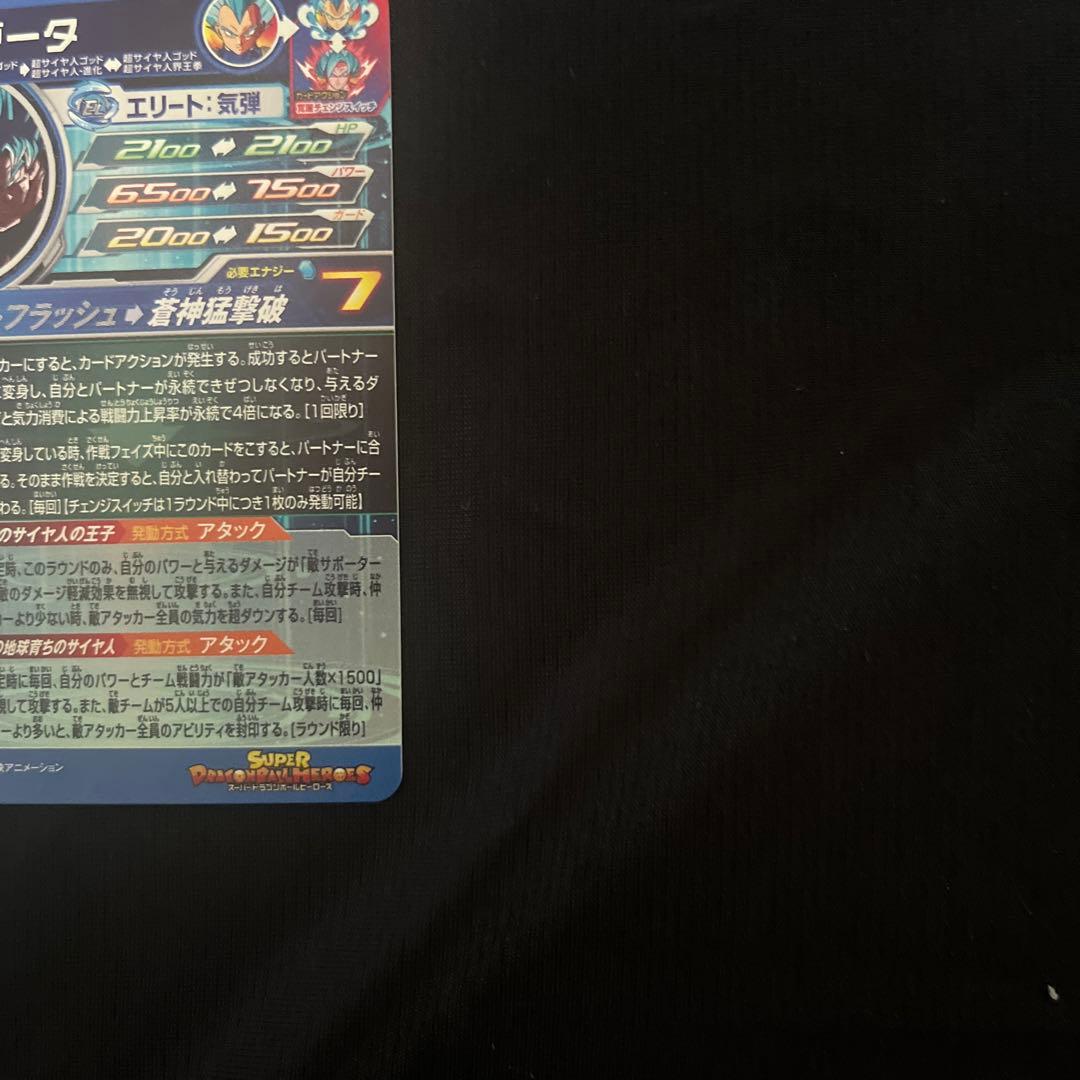 ータ
ゴッド 超サイヤ人ゴッド 超サイヤ人ゴッド
超サイヤ人・進化 超サイヤ人界王拳
カードアクション
覚醒チェンジスイッチ
EL エリート:気弾
HP
2100 2100
パワー
6500 7500
ガード
2000 1500
必要エナジー 7
フラッシュ 蒼神猛撃破
カーにすると、カードアクションが発生する。成功するとパートナー
変身し、自分とパートナーが永続できぜつしなくなり、与えるダ
と気力消費による戦闘力上昇率が永続で4倍になる。[1回限り]
変身している時、作戦フェイズ中にこのカードをこすると、パートナーに合
る。そのまま作戦を決定すると、自分と入れ替わってパートナーが自分チー
わる。[毎回]【チェンジスイッチは1ラウンド中につき1枚のみ発動可能】
のサイヤ人の王子 発動方式 アタック
定時、このラウンドのみ、自分のパワーと与えるダメージが「敵サポーター
敵のダメージ軽減効果を無視して攻撃する。また、自分チーム攻撃時、仲
ーより少ない時、敵アタッカー全員の気力を超ダウンする。[毎回]
の地球育ちのサイヤ人 発動方式 アタック
定時に毎回、自分のパワーとチーム戦闘力が「敵アタッカー人数×1500」
視して攻撃する。また、敵チームが5人以上での自分チーム攻撃時に毎回、仲
ーより多いと、敵アタッカー全員のアビリティを封印する。[ラウンド限り]
アニメーション
SUPER
DRAGONBALL HEROES
スーパードラゴンボールヒーローズ